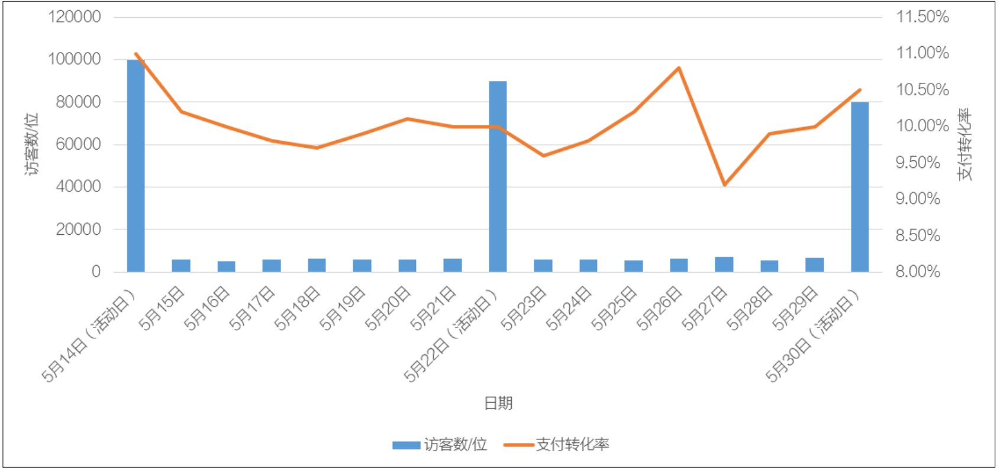 120000
100000
80000
60000
40000
20000
0
访客数/位
11.50%
11.00%
10.50%
10.00%
9.50%
9.00%
8.50%
8.00%
支付转化率
5月14日（活动日）
5月15日
5月16日
5月17日
5月18日
5月19日
5月20日
5月21日
5月22日（活动日）
5月23日
5月24日
5月25日
5月26日
5月27日
5月28日
5月29日
5月30日（活动日）
日期
访客数/位
支付转化率